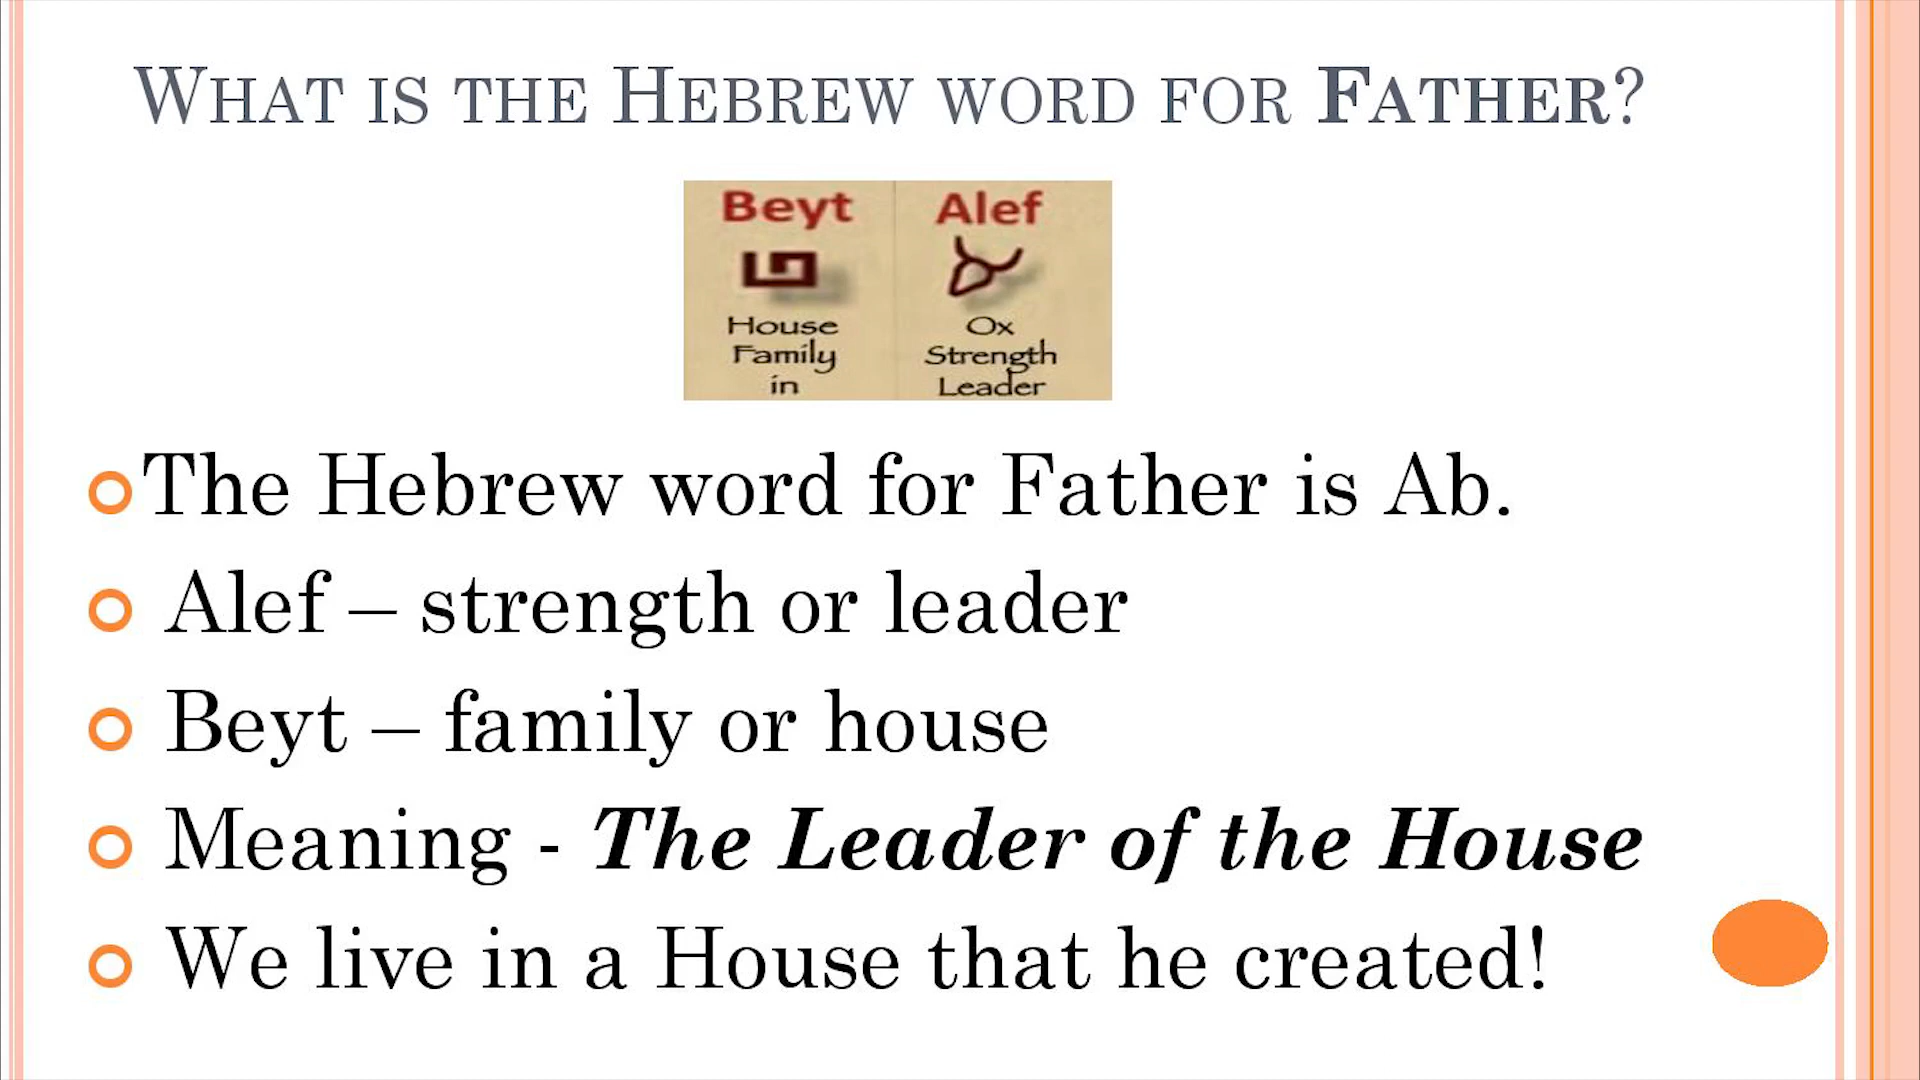 WHAT IS THE HEBREW WORD FOR FATHER?
Beyt Alef
House Ox
Family Strength
in Leader
The Hebrew word for Father is Ab.
Alef – strength or leader
Beyt – family or house
Meaning - The Leader of the House
We live in a House that he created!